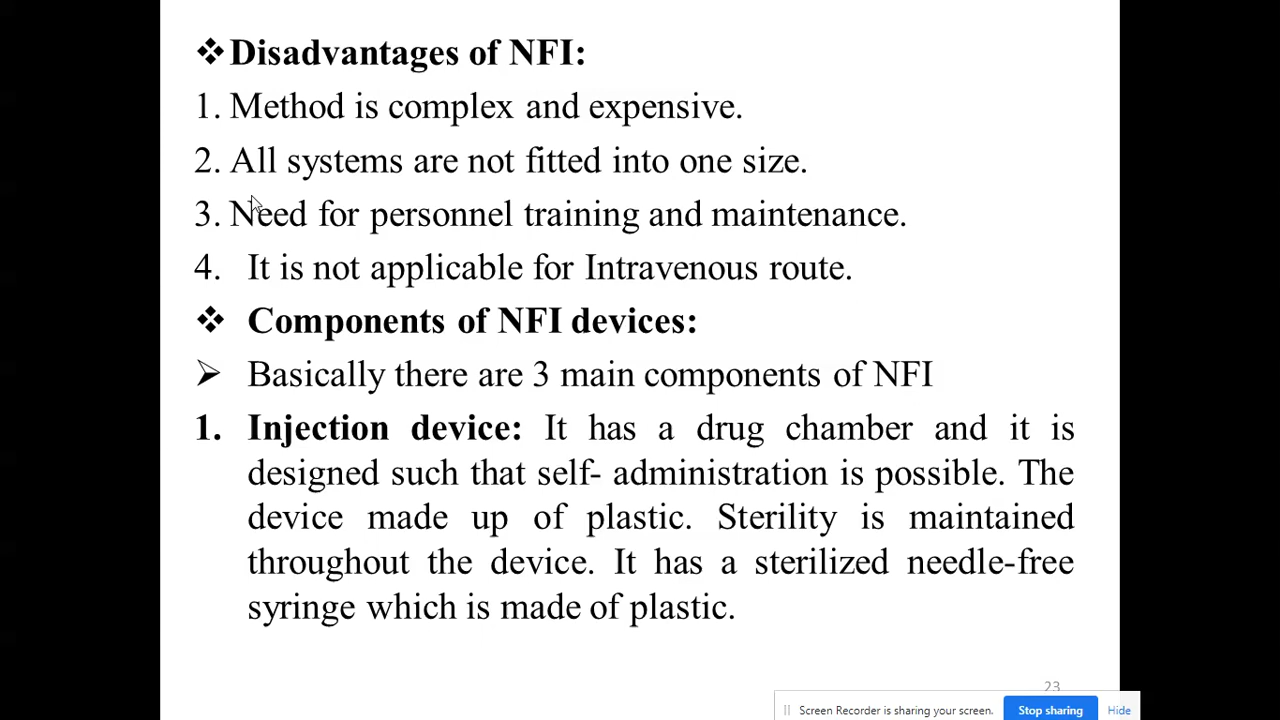 ❖Disadvantages of NFI:
1. Method is complex and expensive.
2. All systems are not fitted into one size.
3. Need for personnel training and maintenance.
4. It is not applicable for Intravenous route.
❖ Components of NFI devices:
➢ Basically there are 3 main components of NFI
1. Injection device: It has a drug chamber and it is
designed such that self- administration is possible. The
device made up of plastic. Sterility is maintained
throughout the device. It has a sterilized needle-free
syringe which is made of plastic.
23
Screen Recorder is sharing your screen. Stop sharing Hide